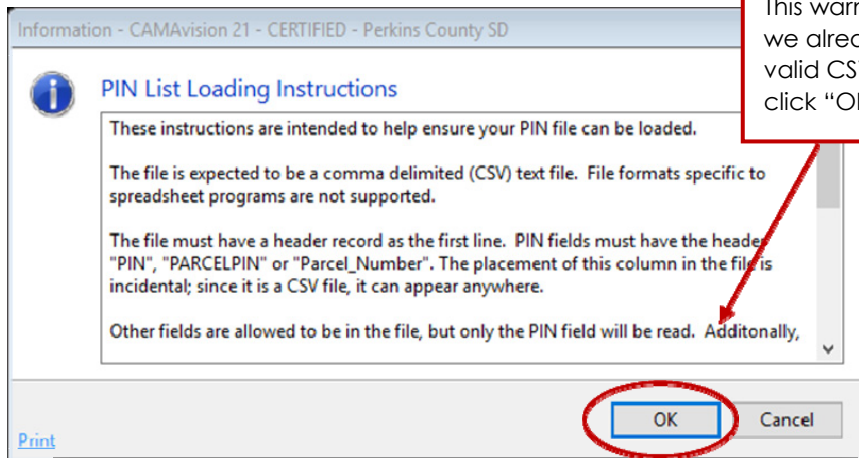 Information - CAMAvision 21 - CERTIFIED - Perkins County SD
This
we
valid
click
PIN List Loading Instructions
These instructions are intended to help ensure your PIN file can be loaded.
The file is expected to be a comma delimited (CSV) text file. File formats specific to
spreadsheet programs are not supported.
The file must have a header record as the first line. PIN fields must have the header
"PIN", "PARCELPIN" or "Parcel_Number". The placement of this column in the file is
incidental; since it is a CSV file, it can appear anywhere.
Other fields are allowed to be in the file, but only the PIN field will be read. Additonally,
OK
Cancel
Print